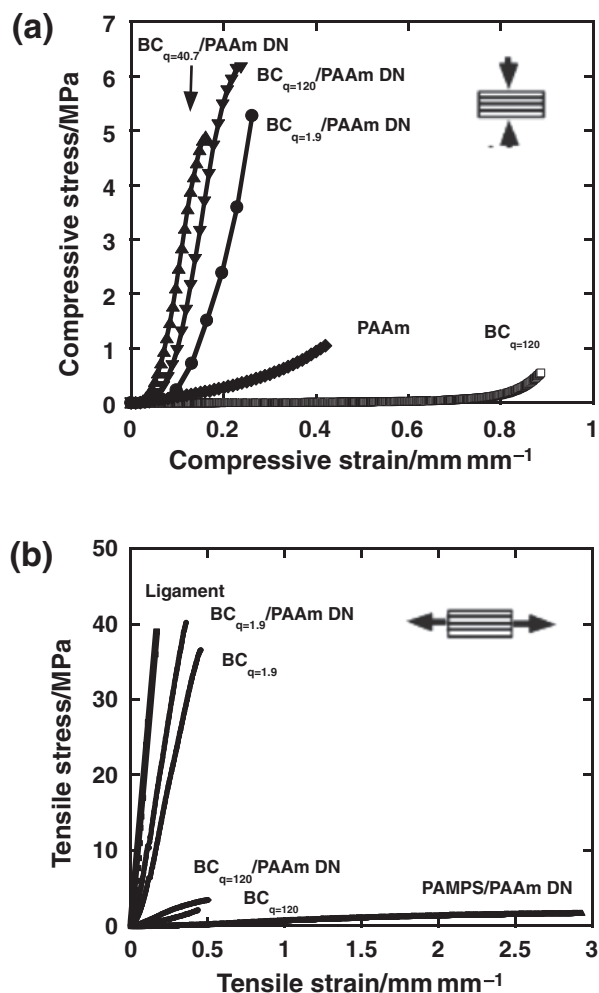 (a)
7
6
5
4
3
2
1
0
Compressive stress/MPa
BCq=40.7/PAAm DN
BCq=120/PAAm DN
BCq=1.9/PAAm DN
PAAm
BCq=120
0 0.2 0.4 0.6 0.8 1
Compressive strain/mm mm–1
(b)
50
40
30
20
10
0
Tensile stress/MPa
Ligament
BCq=1.9/PAAm DN
BCq=1.9
BCq=120/PAAm DN
BCq=120
PAMPS/PAAm DN
0 0.5 1 1.5 2 2.5 3
Tensile strain/mm mm–1